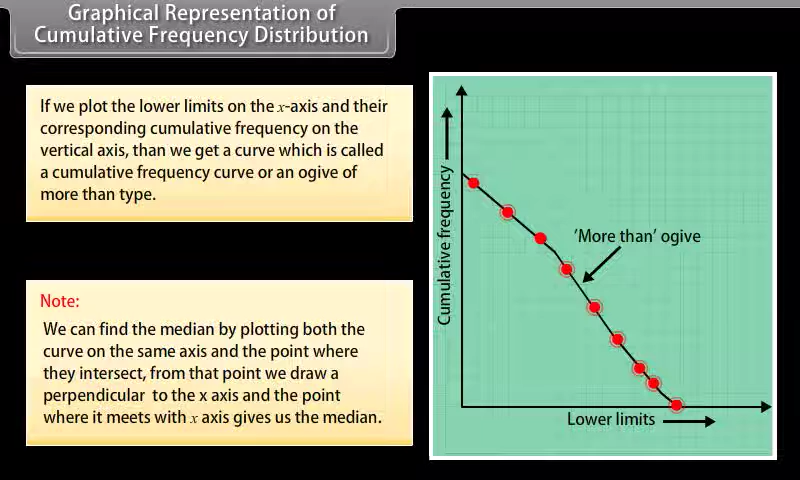 Graphical Representation of
Cumulative Frequency Distribution
If we plot the lower limits on the x-axis and their
corresponding cumulative frequency on the
vertical axis, than we get a curve which is called
a cumulative frequency curve or an ogive of
more than type.
Note:
We can find the median by plotting both the
curve on the same axis and the point where
they intersect, from that point we draw a
perpendicular to the x axis and the point
where it meets with x axis gives us the median.
Cumulative frequency
'More than' ogive
Lower limits